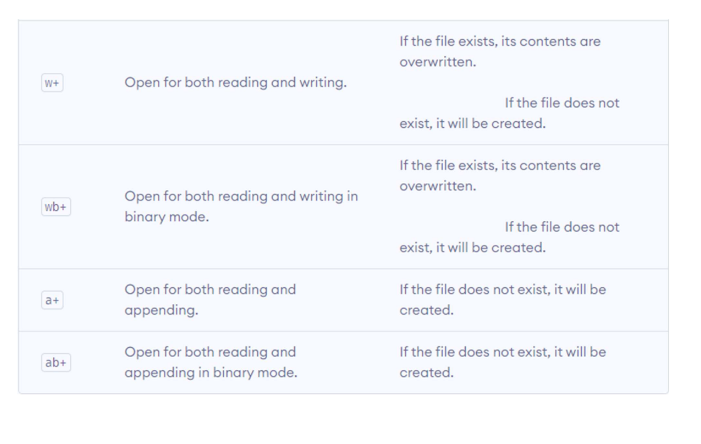 w+
Open for both reading and writing.
If the file exists, its contents are
overwritten.
If the file does not
exist, it will be created.
wb+
Open for both reading and writing in
binary mode.
If the file exists, its contents are
overwritten.
If the file does not
exist, it will be created.
a+
Open for both reading and
appending.
If the file does not exist, it will be
created.
ab+
Open for both reading and
appending in binary mode.
If the file does not exist, it will be
created.